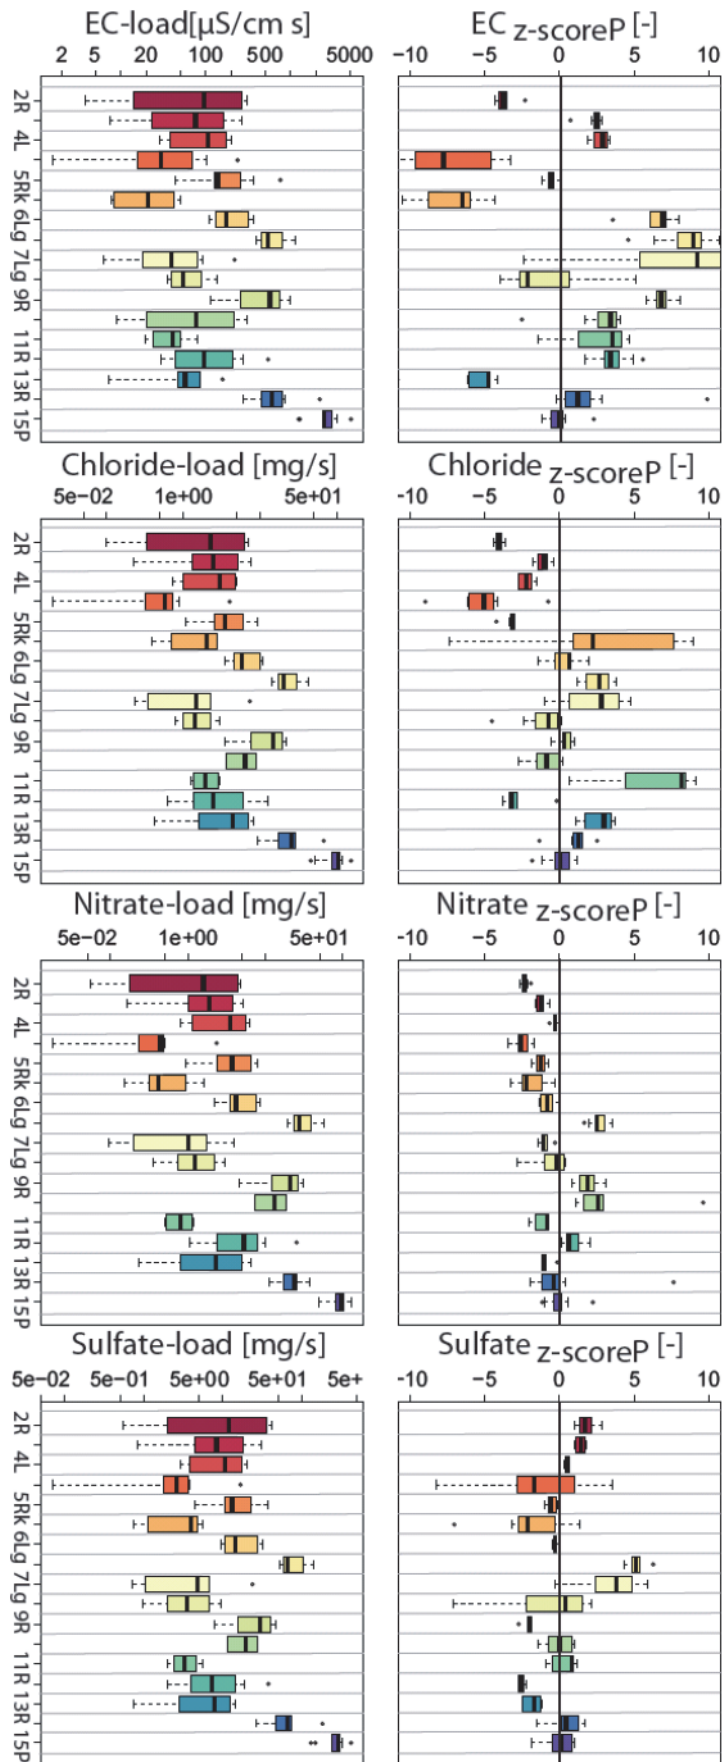 EC-load[µS/cm s]
EC z-scoreP [-]
2 5 20 100 500 5000
-10 -5 0 5 10
2R
4L
5Rk
6Lg
7Lg
9R
11R
13R
15P
Chloride-load [mg/s]
Chloride z-scoreP [-]
5e−02 1e+00 5e+01
-10 -5 0 5 10
2R
4L
5Rk
6Lg
7Lg
9R
11R
13R
15P
Nitrate-load [mg/s]
Nitrate z-scoreP [-]
5e−02 1e+00 5e+01
-10 -5 0 5 10
2R
4L
5Rk
6Lg
7Lg
9R
11R
13R
15P
Sulfate-load [mg/s]
Sulfate z-scoreP [-]
5e−02 5e−01 5e+00 5e+01 5e+
-10 -5 0 5 10
2R
4L
5Rk
6Lg
7Lg
9R
11R
13R
15P